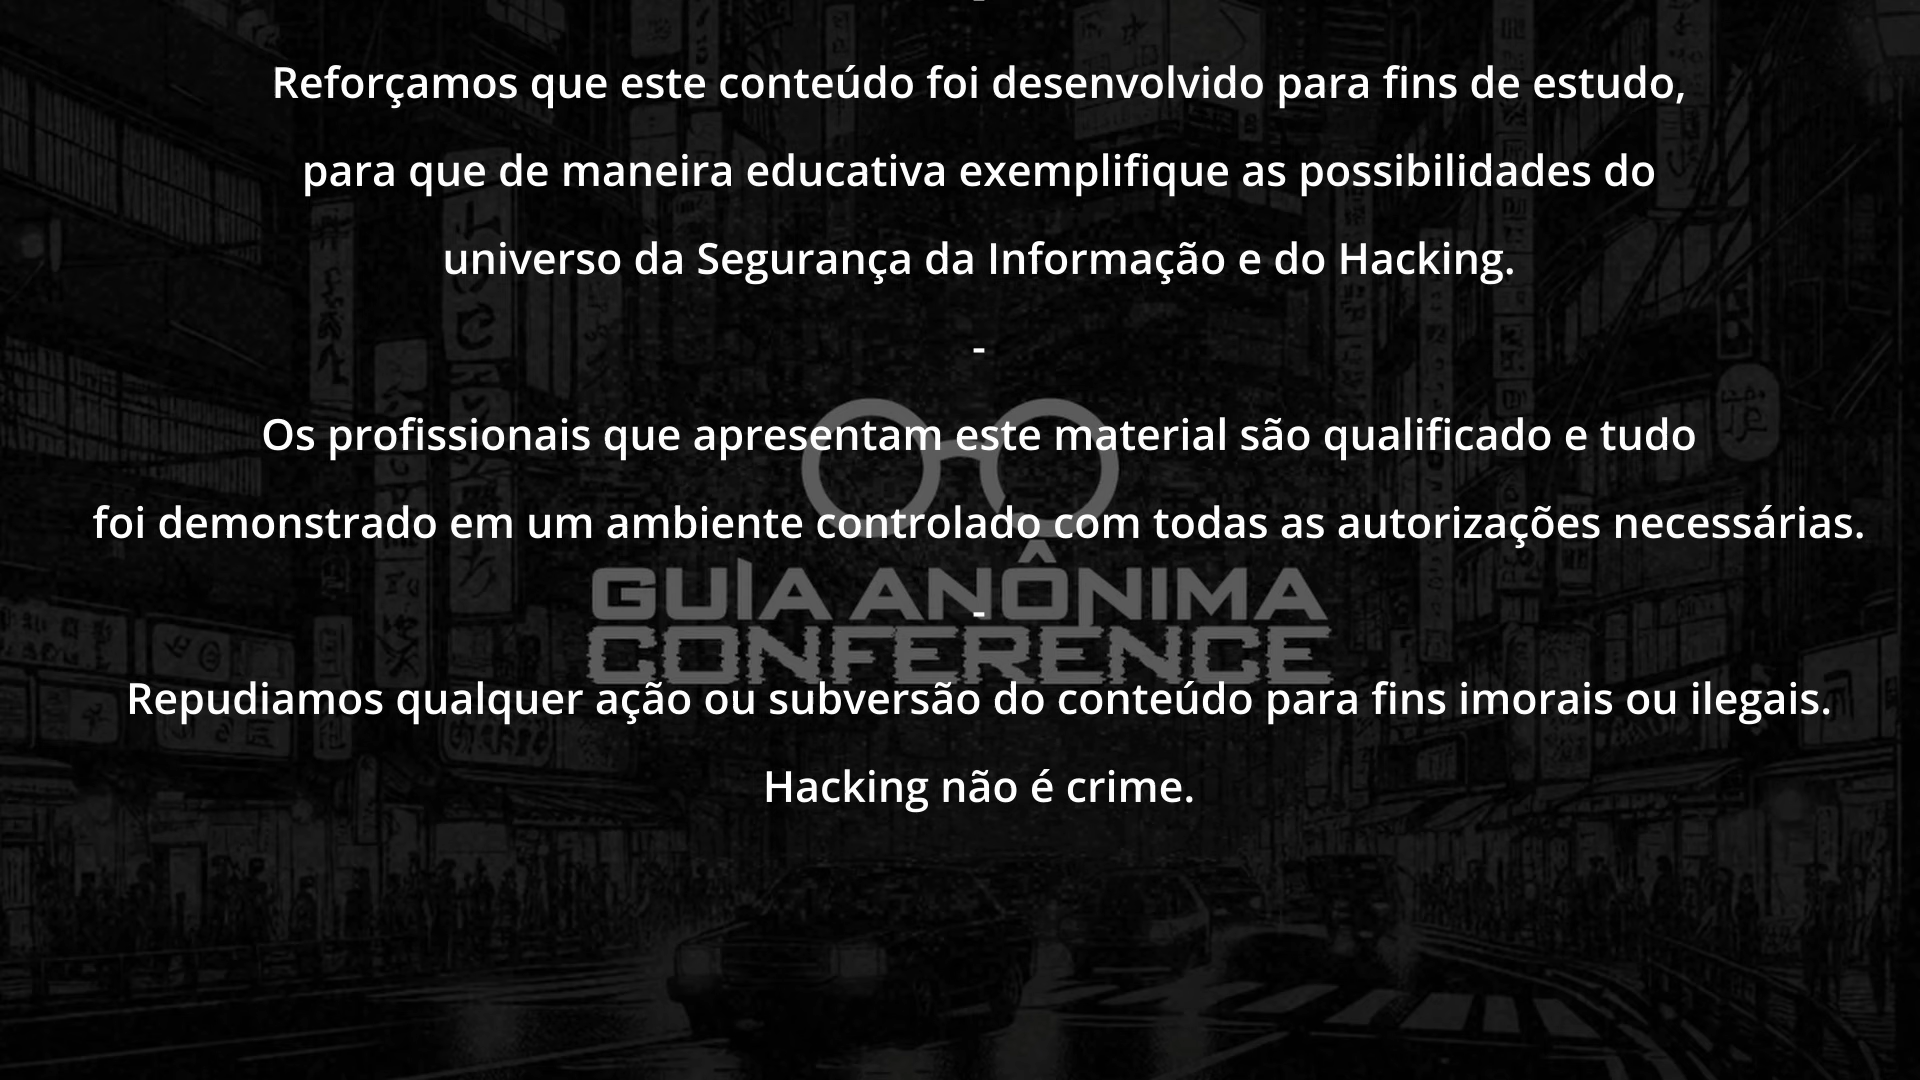 Reforçamos que este conteúdo foi desenvolvido para fins de estudo,
para que de maneira educativa exemplifique as possibilidades do
universo da Segurança da Informação e do Hacking.
-
Os profissionais que apresentam este material são qualificado e tudo
foi demonstrado em um ambiente controlado com todas as autorizações necessárias.
GUIA ANÔNIMA
-
CONFERENCE
Repudiamos qualquer ação ou subversão do conteúdo para fins imorais ou ilegais.
Hacking não é crime.